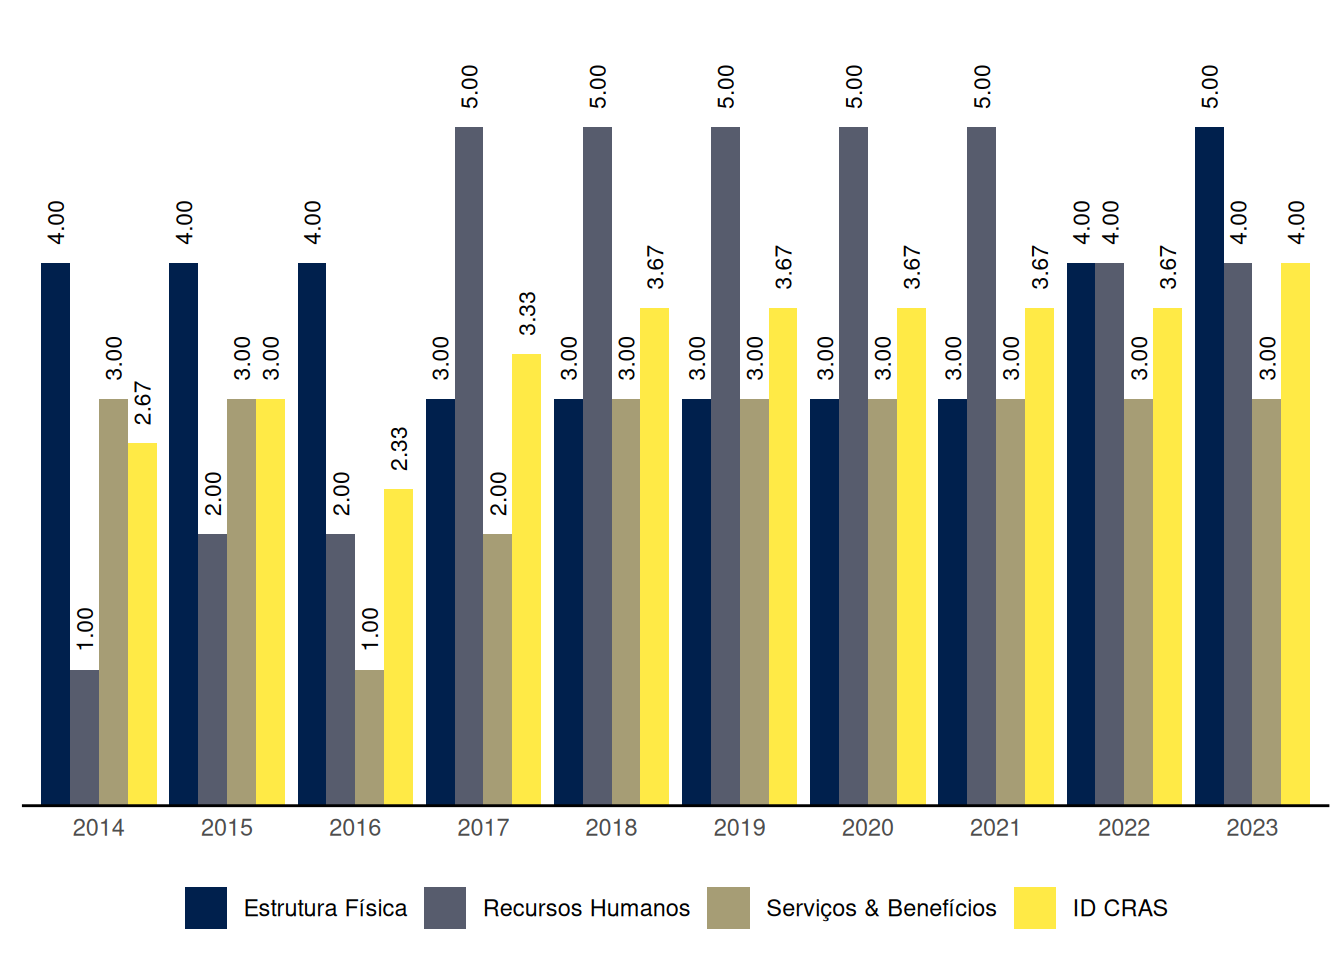 5.00 5.00 5.00 5.00 5.00 5.00
4.00 4.00 4.00 4.00 4.00 4.00 4.00
3.67 3.67 3.67 3.67 3.67
3.33
3.00 3.00 3.00 3.00 3.00 3.00 3.00 3.00 3.00 3.00 3.00 3.00 3.00 3.00
2.67
2.33
2.00 2.00 2.00
1.00 1.00
2014 2015 2016 2017 2018 2019 2020 2021 2022 2023
Estrutura Física Recursos Humanos Serviços & Benefícios ID CRAS